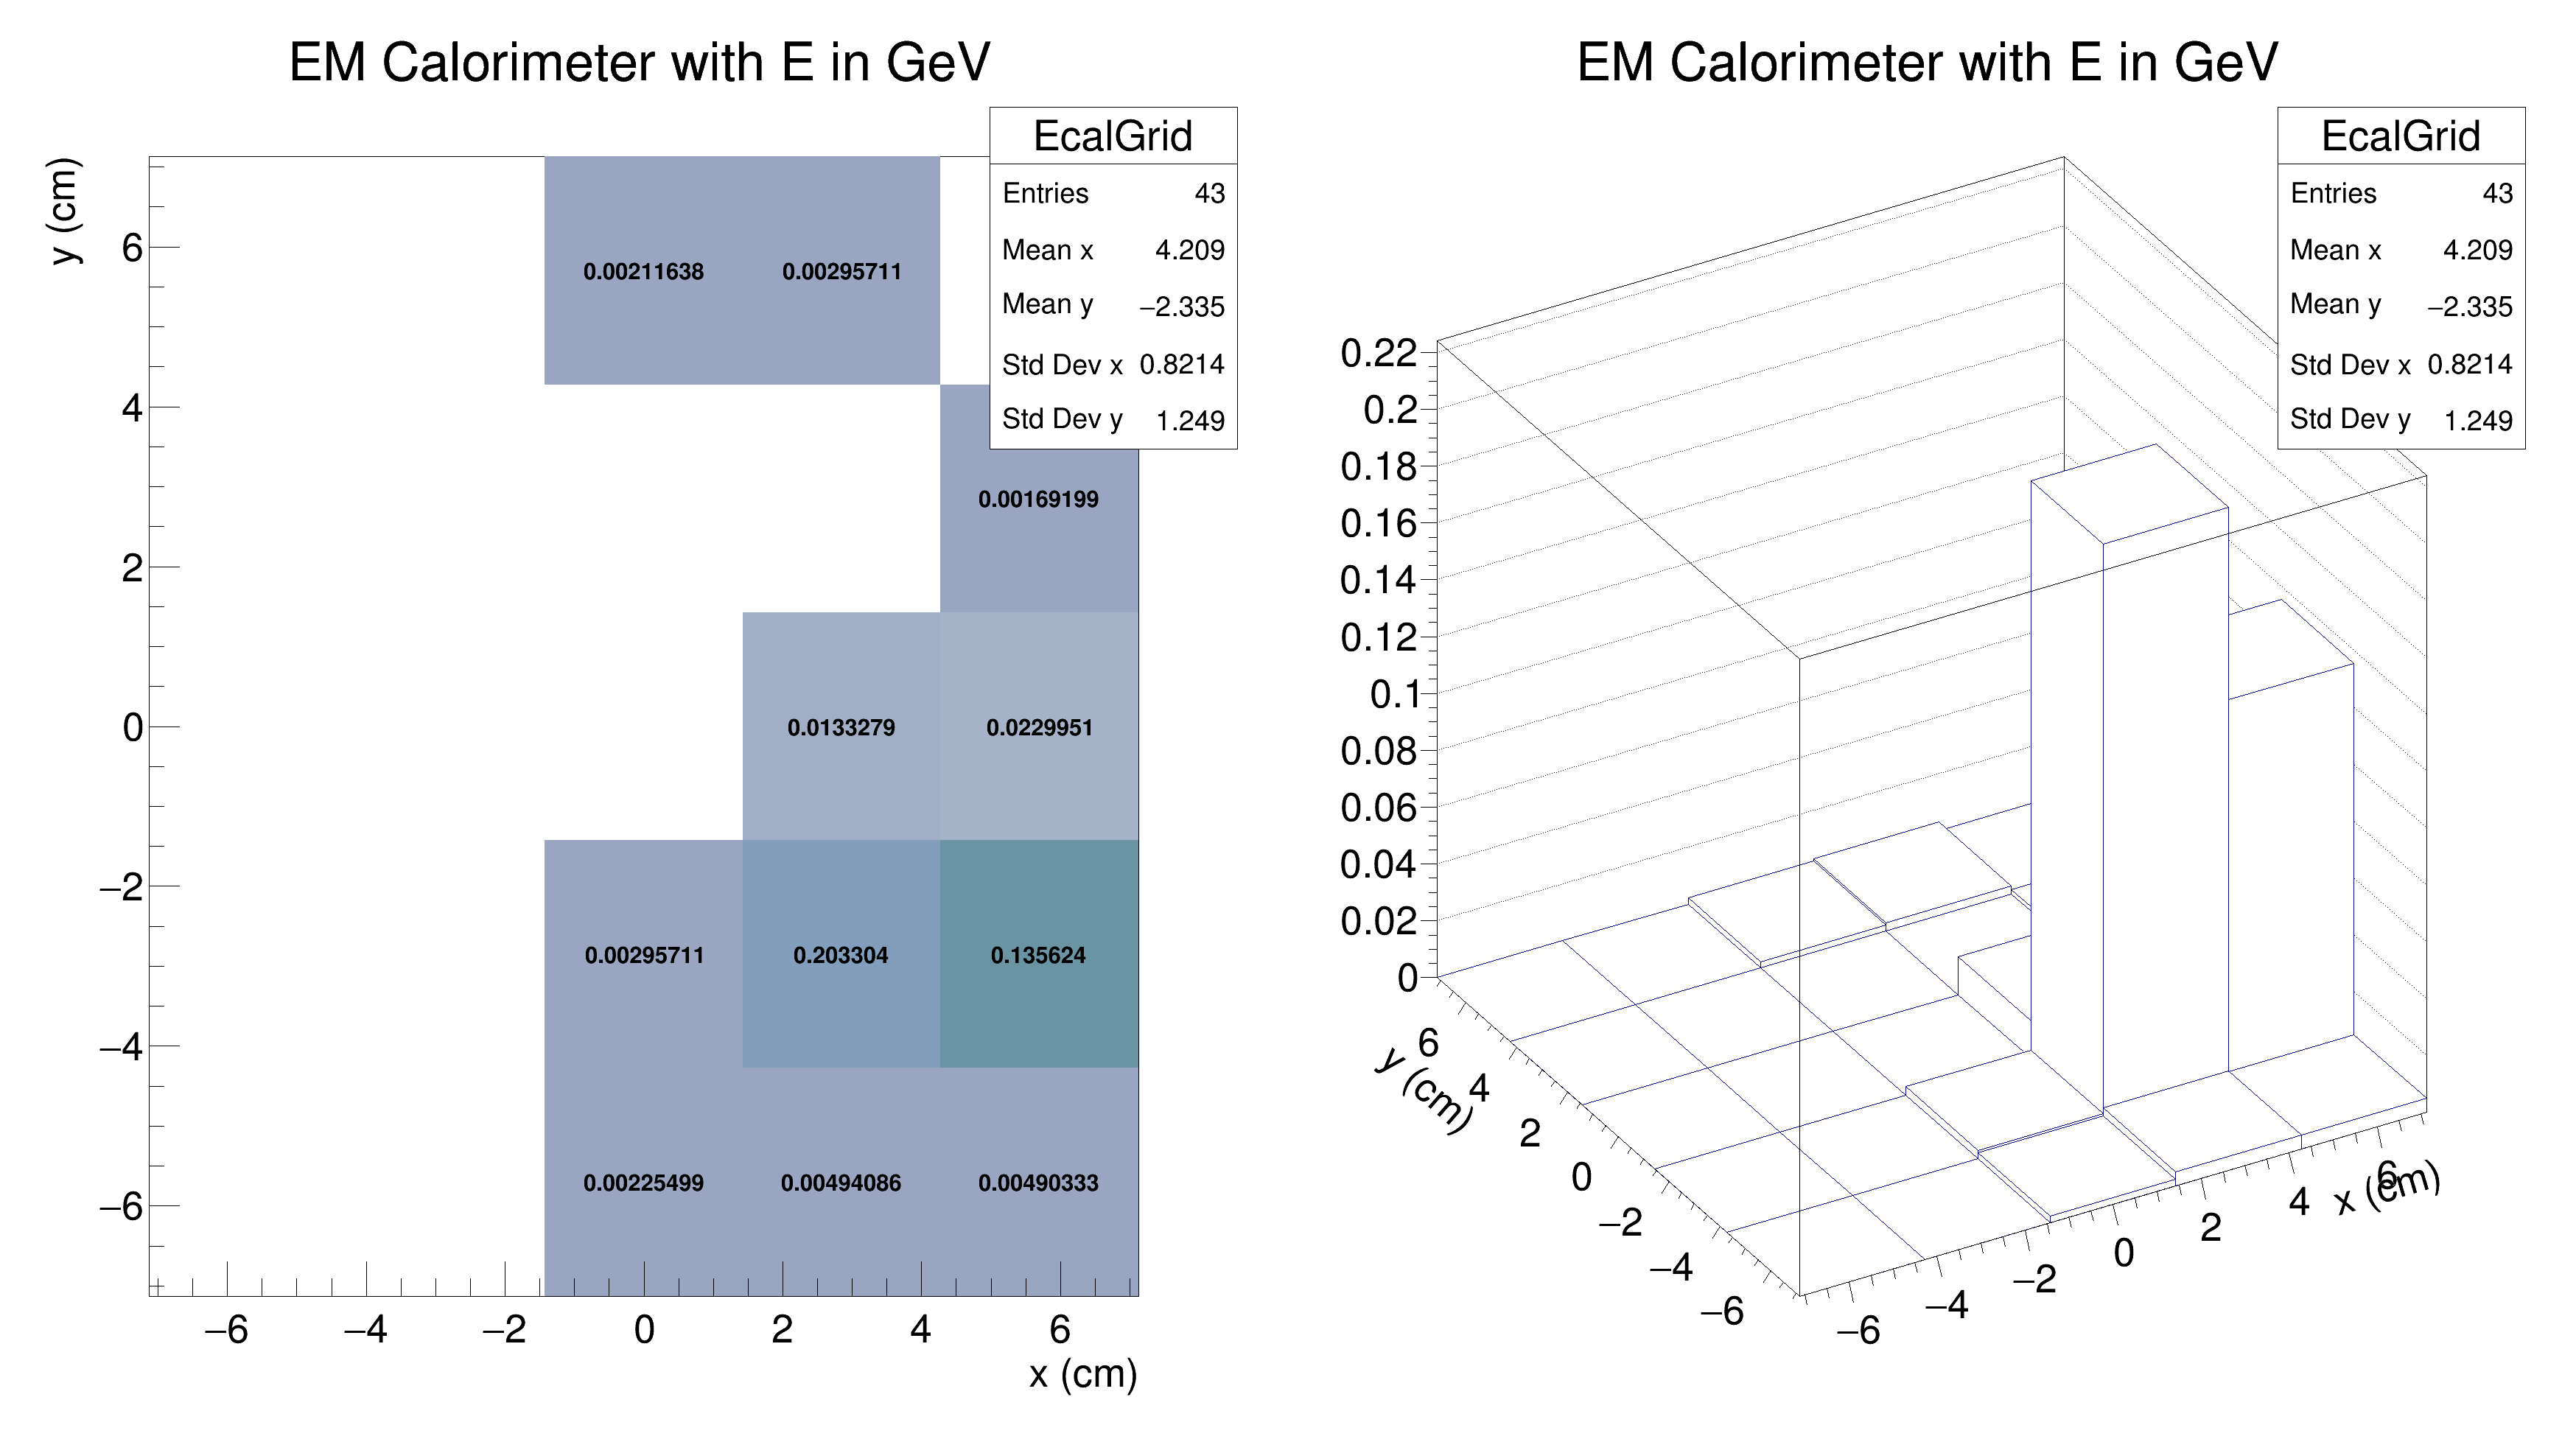 EM Calorimeter with E in GeV
EcalGrid
Entries 43
Mean x 4.209
Mean y −2.335
Std Dev x 0.8214
Std Dev y 1.249
y (cm)
6
4
2
0
−2
−4
−6
0.00211638 0.00295711
0.00169199
0.0133279 0.0229951
0.00295711 0.203304 0.135624
0.00225499 0.00494086 0.00490333
−6 −4 −2 0 2 4 6
x (cm)
EM Calorimeter with E in GeV
EcalGrid
Entries 43
Mean x 4.209
Mean y −2.335
Std Dev x 0.8214
Std Dev y 1.249
0.22
0.2
0.18
0.16
0.14
0.12
0.1
0.08
0.06
0.04
0.02
0
6
4
2
0
−2
−4
−6
y (cm)
−6
−4
−2
0
2
4
6
x (cm)